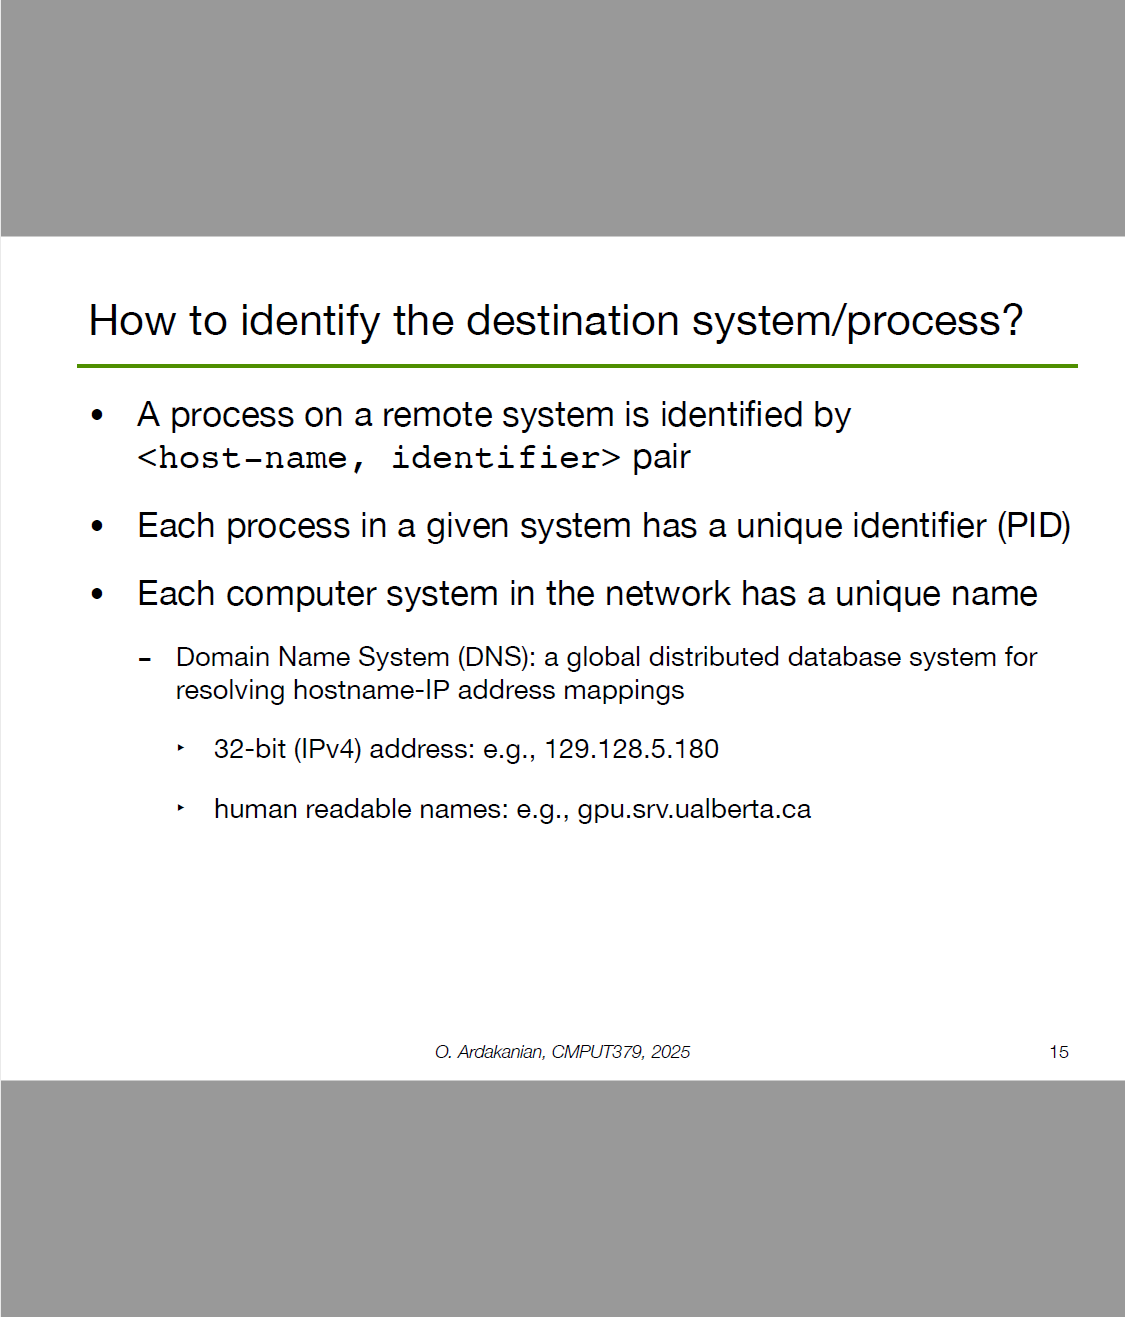 How to identify the destination system/process?
• A process on a remote system is identified by
<host-name, identifier> pair
• Each process in a given system has a unique identifier (PID)
• Each computer system in the network has a unique name
– Domain Name System (DNS): a global distributed database system for
resolving hostname-IP address mappings
‣ 32-bit (IPv4) address: e.g., 129.128.5.180
‣ human readable names: e.g., gpu.srv.ualberta.ca
O. Ardakanian, CMPUT379, 2025
15